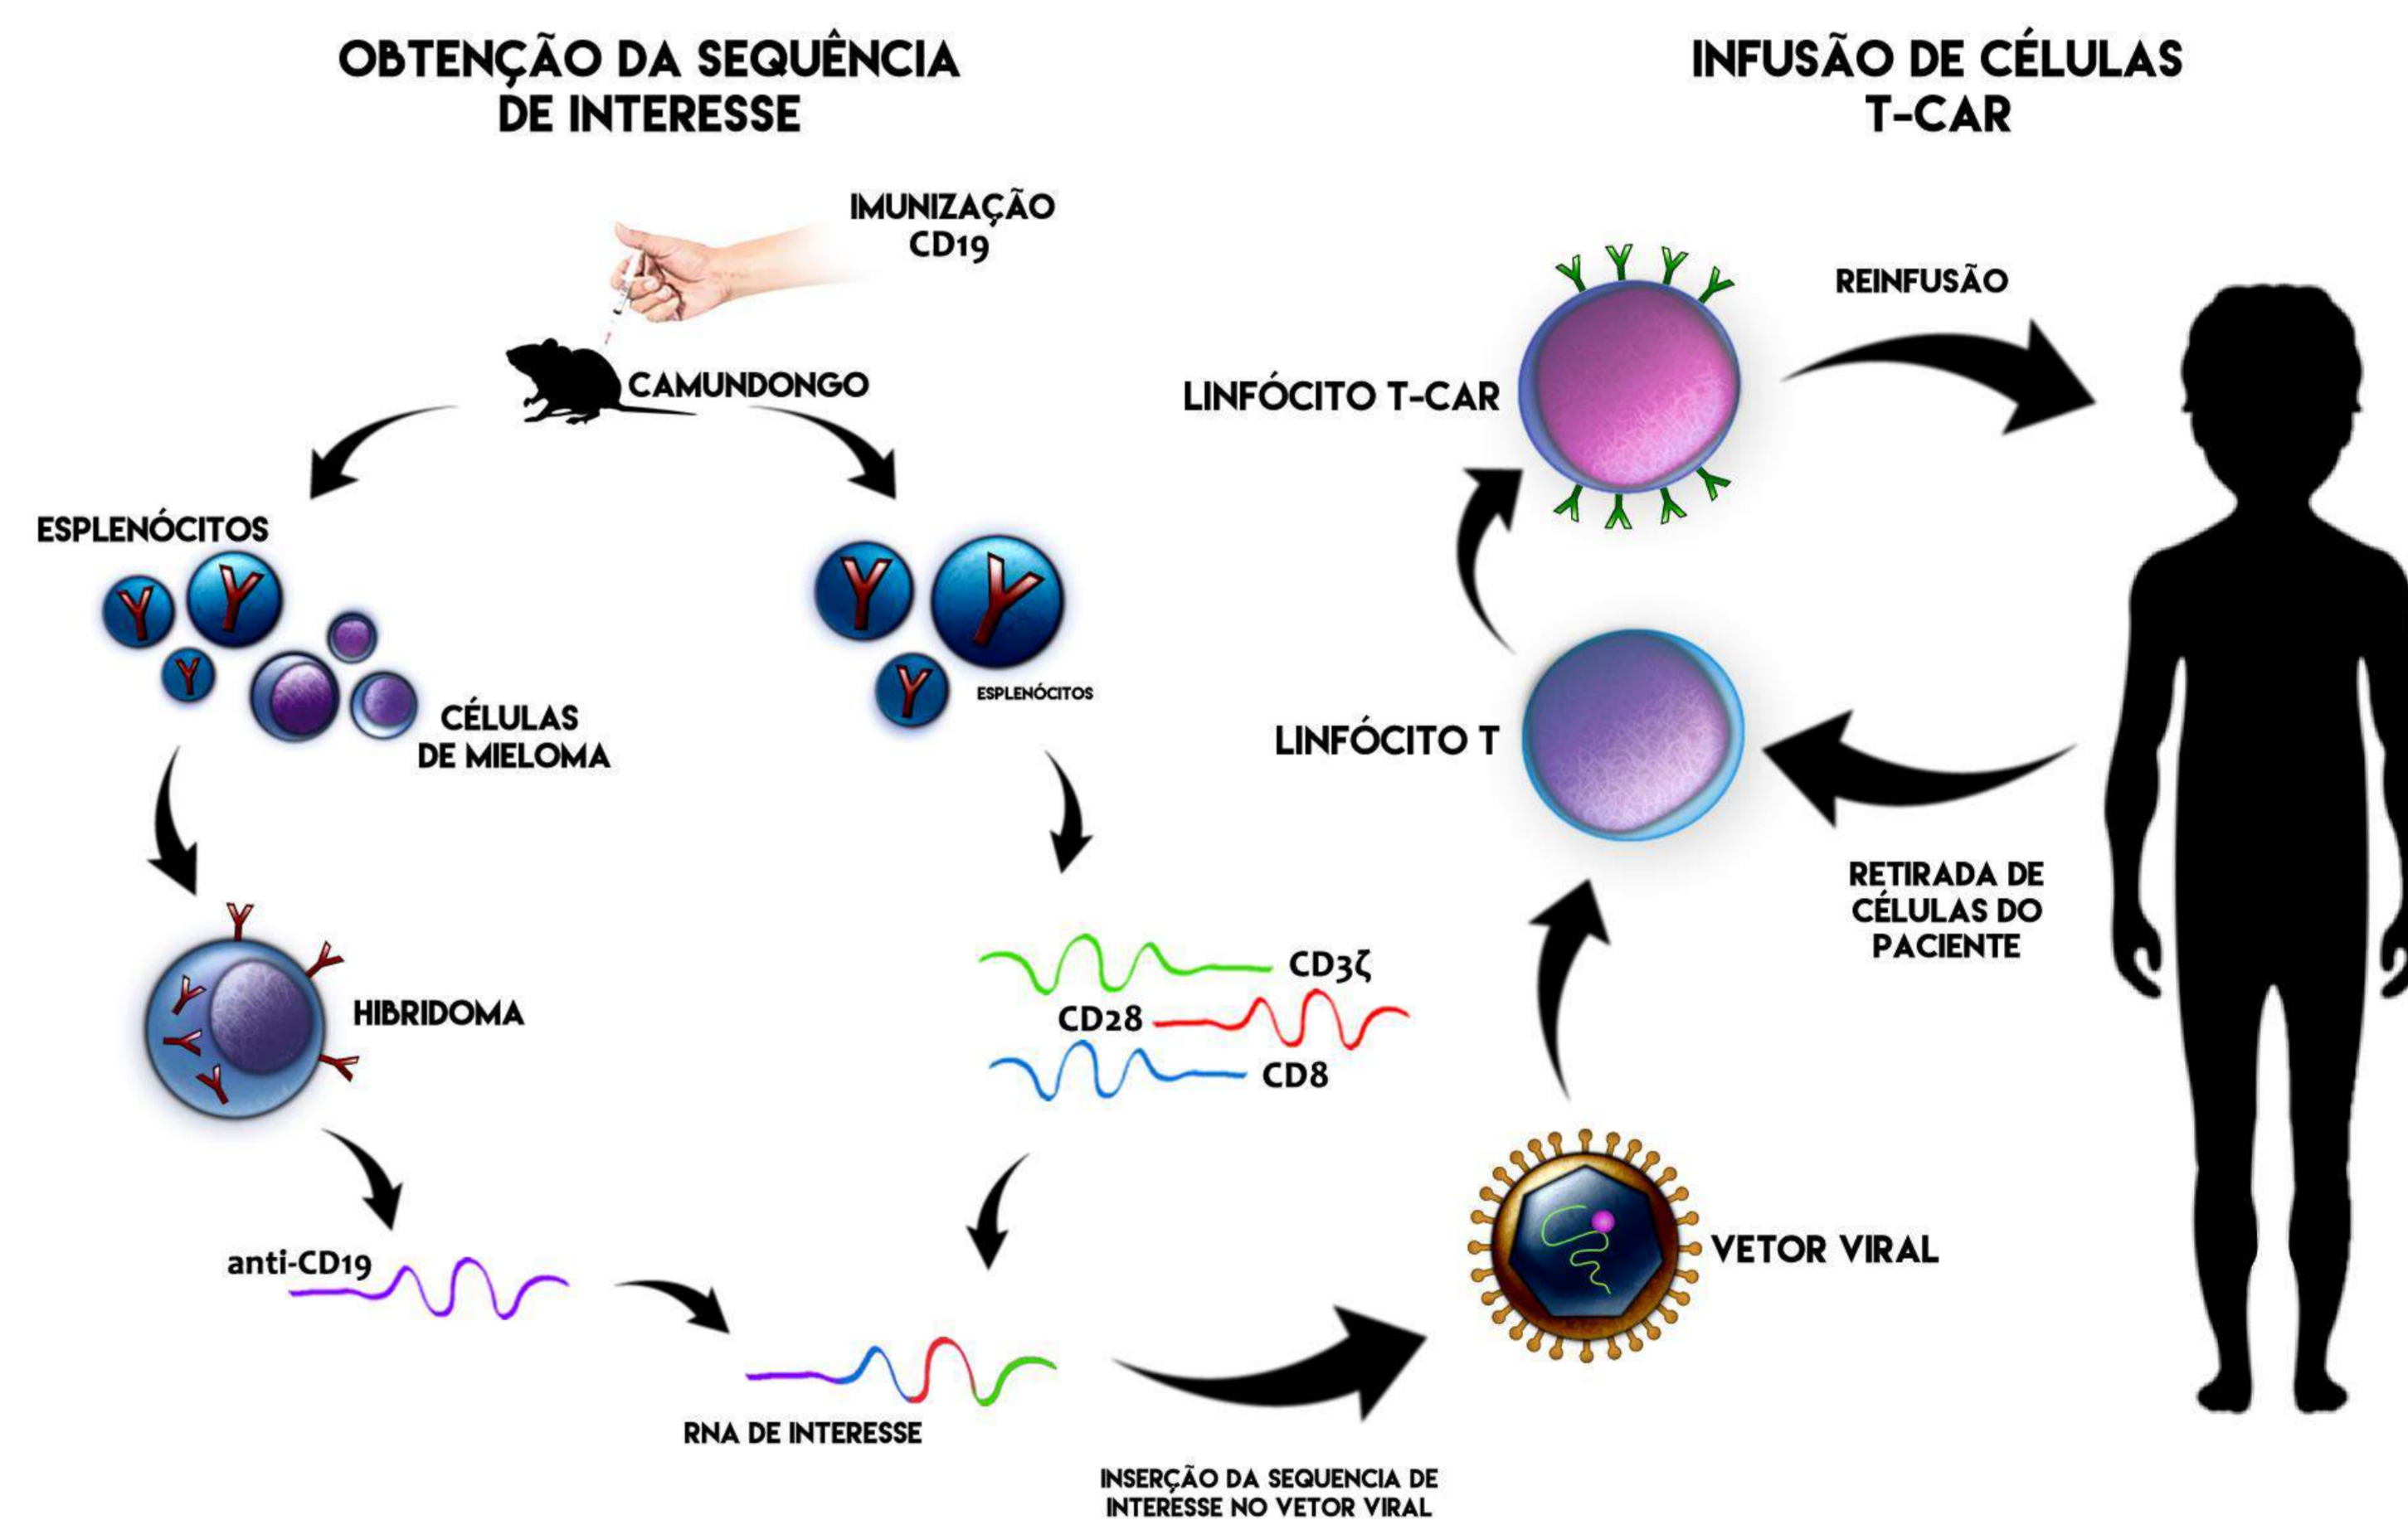 OBTENÇÃO DA SEQUÊNCIA
DE INTERESSE
IMUNIZAÇÃO
CD19
CAMUNDONGO
ESPLENÓCITOS
CÉLULAS
DE MIELOMA
ESPLENÓCITOS
HIBRIDOMA
CD3ζ
CD28
CD8
anti-CD19
RNA DE INTERESSE
INSERÇÃO DA SEQUENCIA DE
INTERESSE NO VETOR VIRAL
INFUSÃO DE CÉLULAS
T-CAR
REINFUSÃO
LINFÓCITO T-CAR
LINFÓCITO T
RETIRADA DE
CÉLULAS DO
PACIENTE
VETOR VIRAL